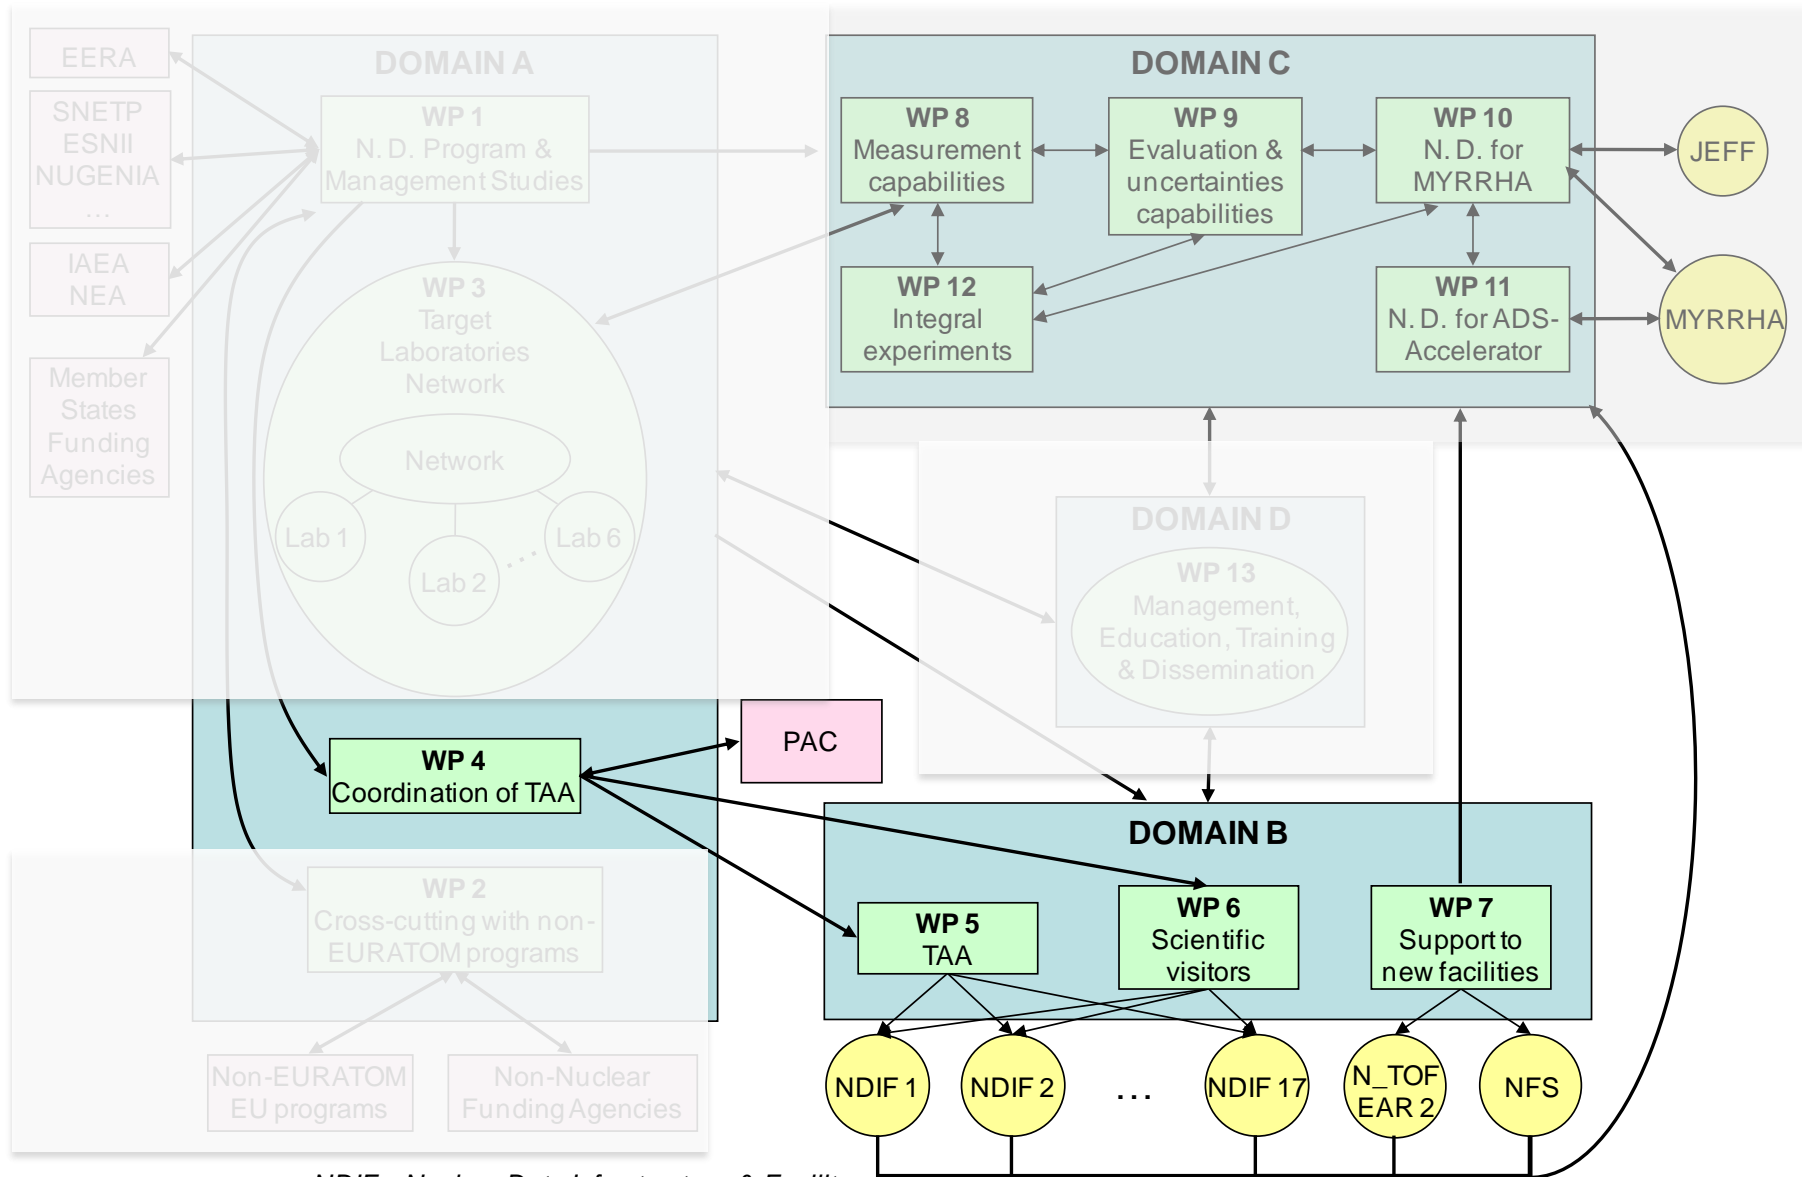 EERA
SNETP
ESNII
NUGENIA
...
IAEA
NEA
Member
States
Funding
Agencies
DOMAIN A
WP 1
N. D. Program &
Management Studies
WP 3
Target
Laboratories
Network
Network
Lab 1
Lab 2
...
Lab 6
WP 4
Coordination of TAA
PAC
WP 2
Cross-cutting with non-
EURATOM programs
Non-EURATOM
EU programs
Non-Nuclear
Funding Agencies
DOMAIN C
WP 8
Measurement
capabilities
WP 9
Evaluation &
uncertainties
capabilities
WP 10
N. D. for
MYRRHA
WP 12
Integral
experiments
WP 11
N. D. for ADS-
Accelerator
JEFF
MYRRHA
DOMAIN D
WP 13
Management,
Education, Training
& Dissemination
DOMAIN B
WP 5
TAA
WP 6
Scientific
visitors
WP 7
Support to
new facilities
NDIF 1
NDIF 2
...
NDIF 17
N_TOF
EAR 2
NFS